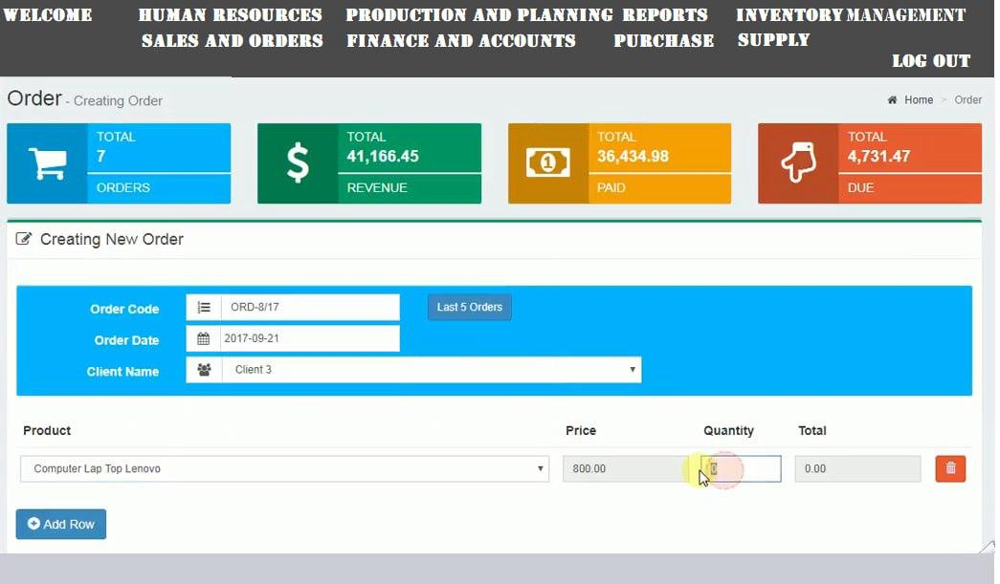 WELCOME HUMAN RESOURCES PRODUCTION AND PLANNING REPORTS INVENTORY MANAGEMENT
SALES AND ORDERS FINANCE AND ACCOUNTS PURCHASE SUPPLY
LOG OUT
Order - Creating Order Home > Order
TOTAL
7
ORDERS
TOTAL
41,166.45
REVENUE
TOTAL
36,434.98
PAID
TOTAL
4,731.47
DUE
Creating New Order
Order Code ORD-8/17 Last 5 Orders
Order Date 2017-09-21
Client Name Client 3
Product Price Quantity Total
Computer Lap Top Lenovo 800.00 0 0.00
Add Row